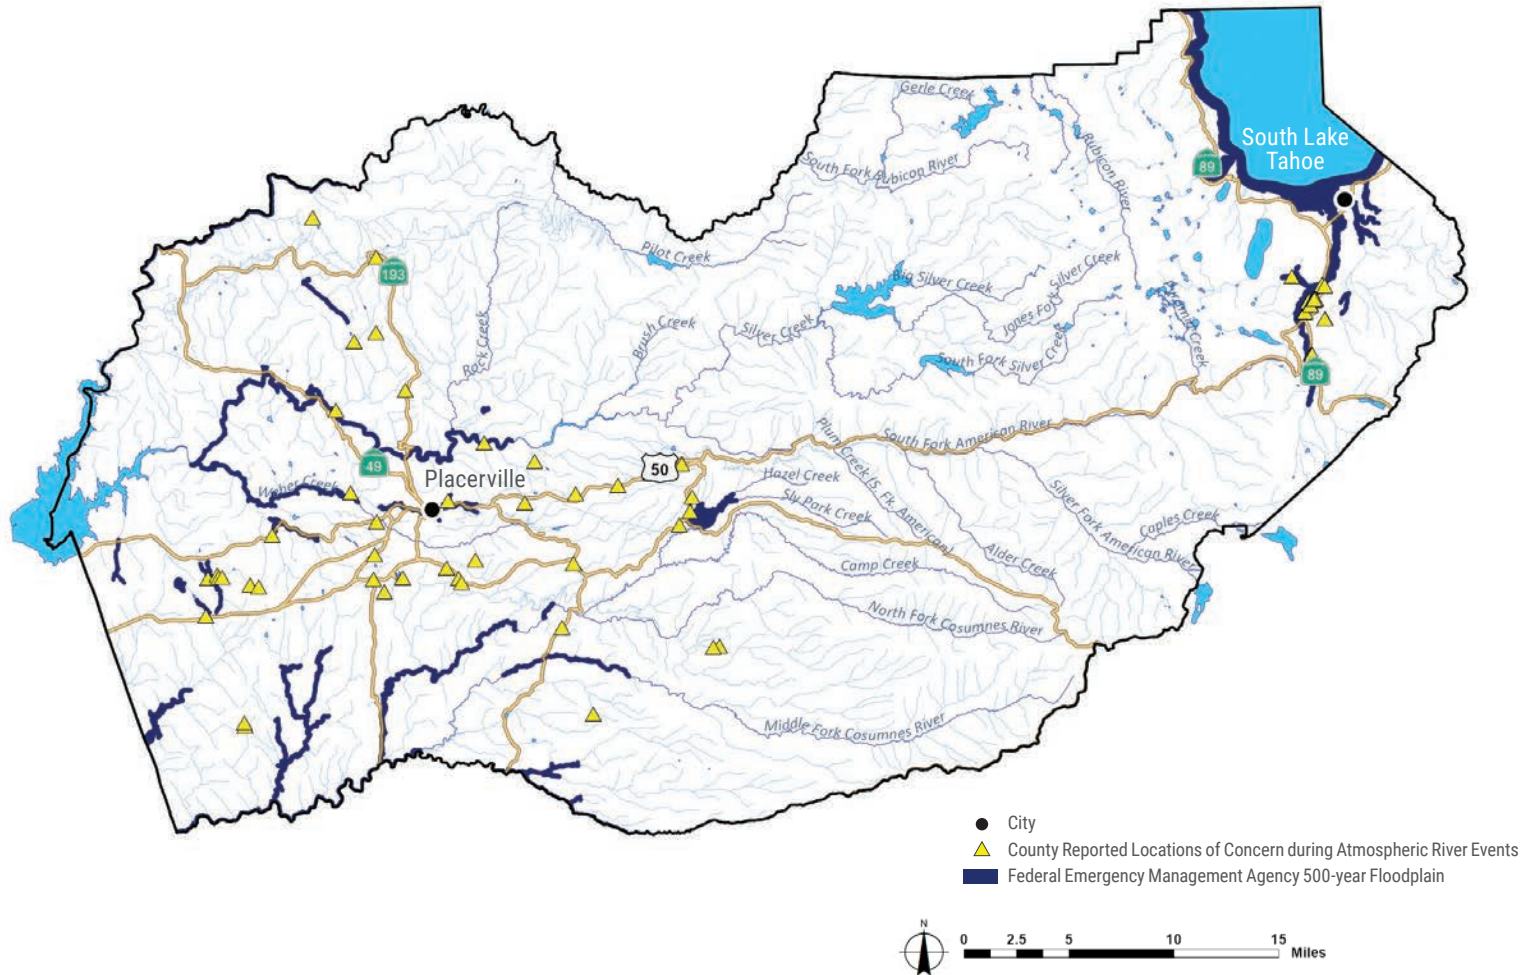 Gerle Creek
South Fork Rubicon River
Rubicon River
South Lake
Tahoe
89
193
Pilot Creek
Big Silver Creek
Jones Fork Silver Creek
Silver Creek
Brush Creek
Rock Creek
South Fork Silver Creek
89
South Fork American River
Plum Creek (S. Fk. American)
49
Placerville
50
Weber Creek
Hazel Creek
Sly Park Creek
Silver Fork American River
Caples Creek
Alder Creek
Camp Creek
North Fork Cosumnes River
Middle Fork Cosumnes River
City
County Reported Locations of Concern during Atmospheric River Events
Federal Emergency Management Agency 500-year Floodplain
N
0 2.5 5 10 15 Miles